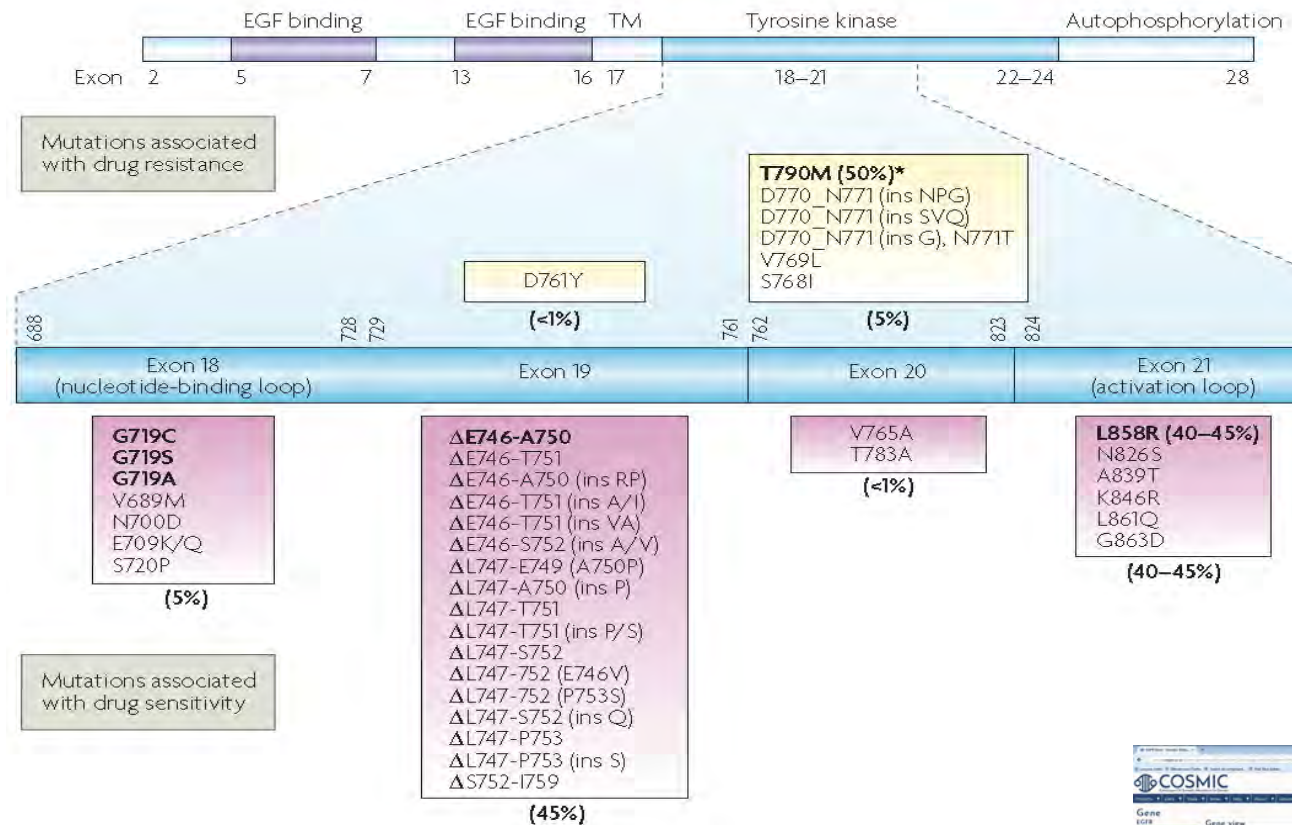 EGF binding EGF binding TM Tyrosine kinase Autophosphorylation
Exon 2 5 7 13 16 17 18–21 22–24 28
Mutations associated
with drug resistance
T790M (50%)*
D770_N771 (ins NPG)
D770_N771 (ins SVQ)
D770_N771 (ins G), N771T
V769L
S768I
(5%)
D761Y
(<1%)
688 728 729 761 762 823 824
Exon 18
(nucleotide-binding loop)
Exon 19
Exon 20
Exon 21
(activation loop)
G719C
G719S
G719A
V689M
N700D
E709K/Q
S720P
(5%)
ΔE746-A750
ΔE746-T751
ΔE746-A750 (ins RP)
ΔE746-T751 (ins A/I)
ΔE746-T751 (ins VA)
ΔE746-S752 (ins A/V)
ΔL747-E749 (A750P)
ΔL747-A750 (ins P)
ΔL747-T751
ΔL747-T751 (ins P/S)
ΔL747-S752
ΔL747-752 (E746V)
ΔL747-752 (P753S)
ΔL747-S752 (ins Q)
ΔL747-P753
ΔL747-P753 (ins S)
ΔS752-I759
(45%)
V765A
T783A
(<1%)
L858R (40–45%)
N826S
A839T
K846R
L861Q
G863D
(40–45%)
Mutations associated
with drug sensitivity
COSMIC
Gene
EGFR
Gene view